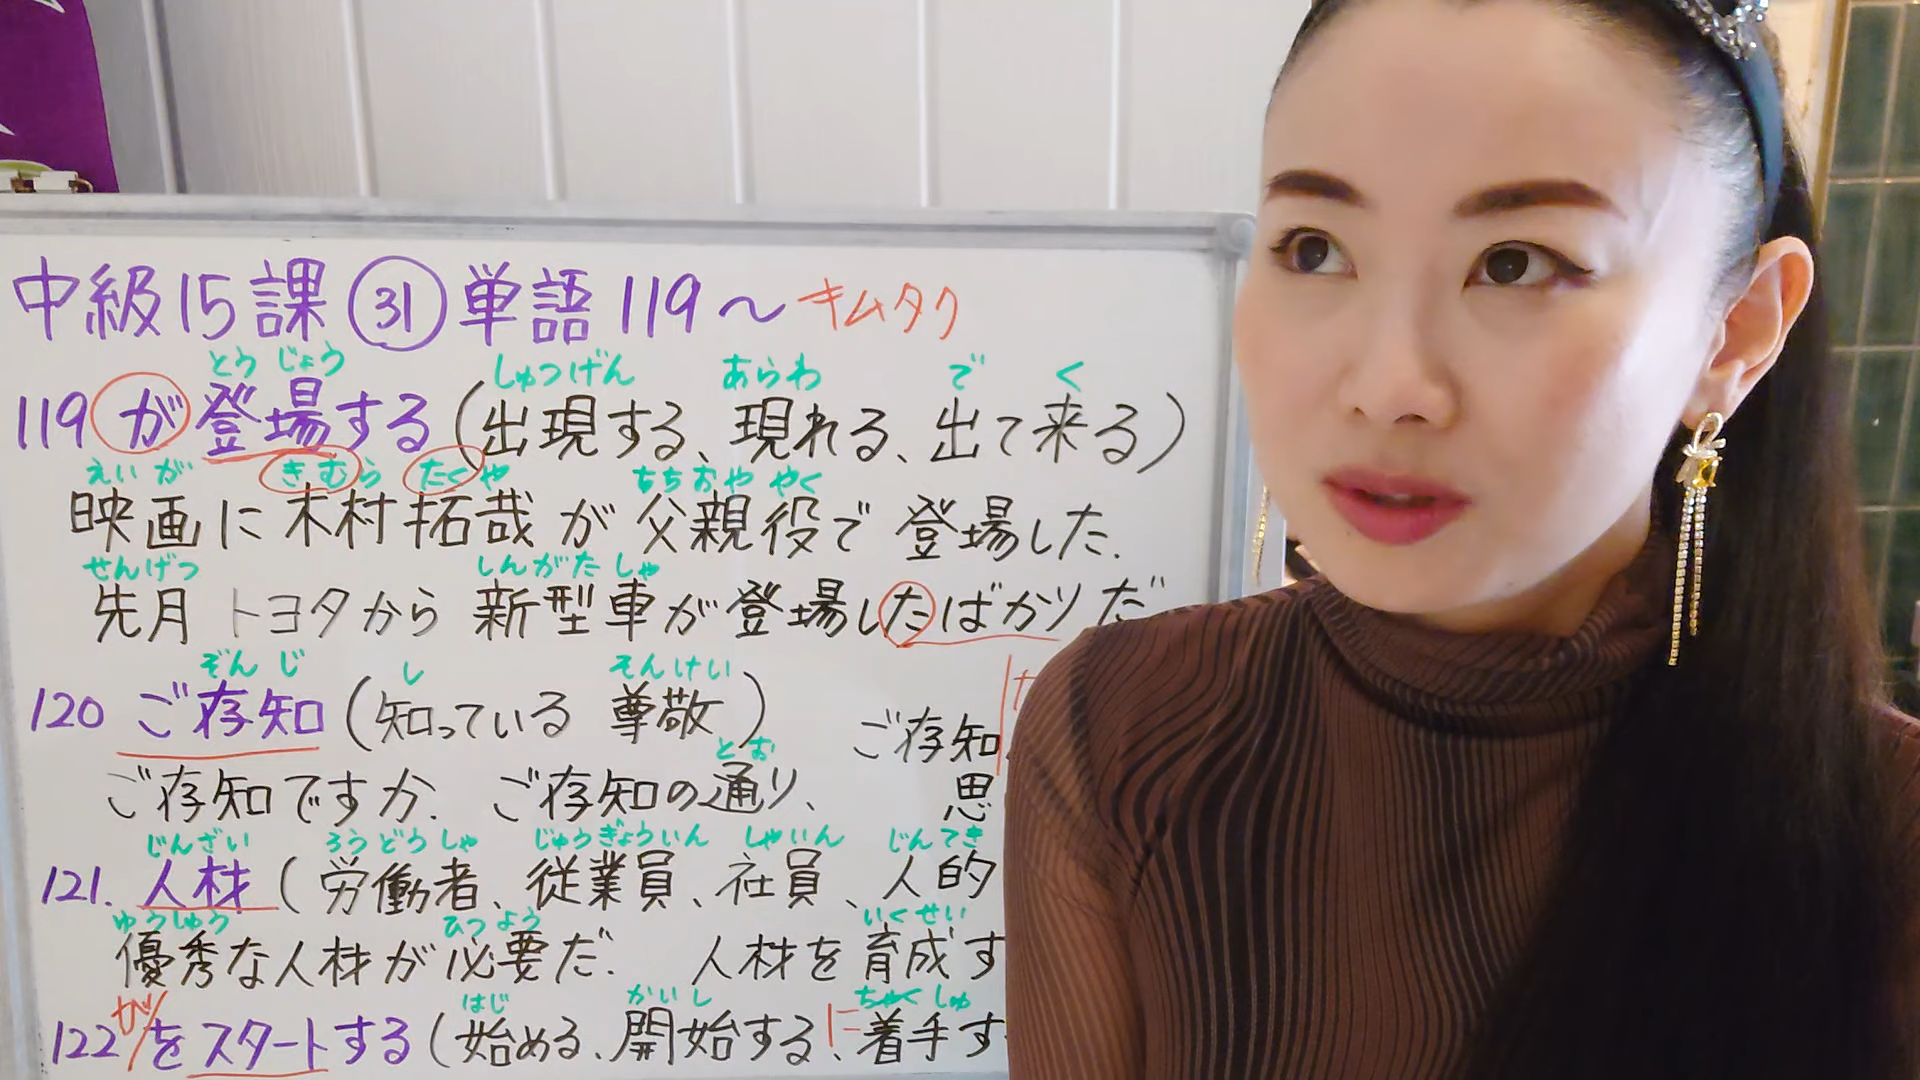 中級15課 ㉛ 単語119～ キムタク
とうじょう しゅつげん あらわ で く
119 が登場する(出現する、現れる、出て来る)
えいが きむら たくや ちちおややく
映画に木村拓哉が父親役で登場した.
せんげつ しんがたしゃ
先月トヨタから新型車が登場したばかりだ
ぞんじ し そんけい
120 ご存知(知っている 尊敬) ご存知
とお
ご存知ですか. ご存知の通り、 思
じんざい ろうどうしゃ じゅうぎょういん しゃいん じんてき
121. 人材(労働者、従業員、社員、人的
ゆうしゅう ひつよう いくせい
優秀な人材が必要だ. 人材を育成す
はじ かいし ちゃくしゅ
122 が/をスタートする(始める、開始する、に着手す